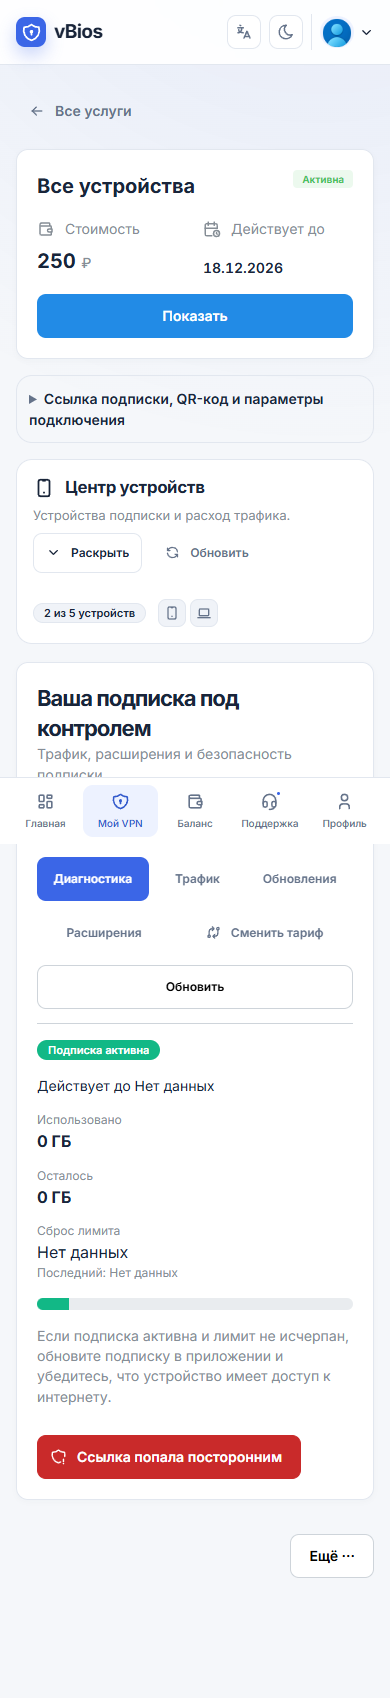 vBios
Все услуги
Все устройства
Активна
Стоимость
Действует до
250 ₽
18.12.2026
Показать
Ссылка подписки, QR-код и параметры
подключения
Центр устройств
Устройства подписки и расход трафика.
Раскрыть
Обновить
2 из 5 устройств
Ваша подписка под
контролем
Трафик, расширения и безопасность
подписки
Главная
Мой VPN
Баланс
Поддержка
Профиль
Диагностика
Трафик
Обновления
Расширения
Сменить тариф
Обновить
Подписка активна
Действует до Нет данных
Использовано
0 ГБ
Осталось
0 ГБ
Сброс лимита
Нет данных
Последний: Нет данных
Если подписка активна и лимит не исчерпан,
обновите подписку в приложении и
убедитесь, что устройство имеет доступ к
интернету.
Ссылка попала посторонним
Ещё ···